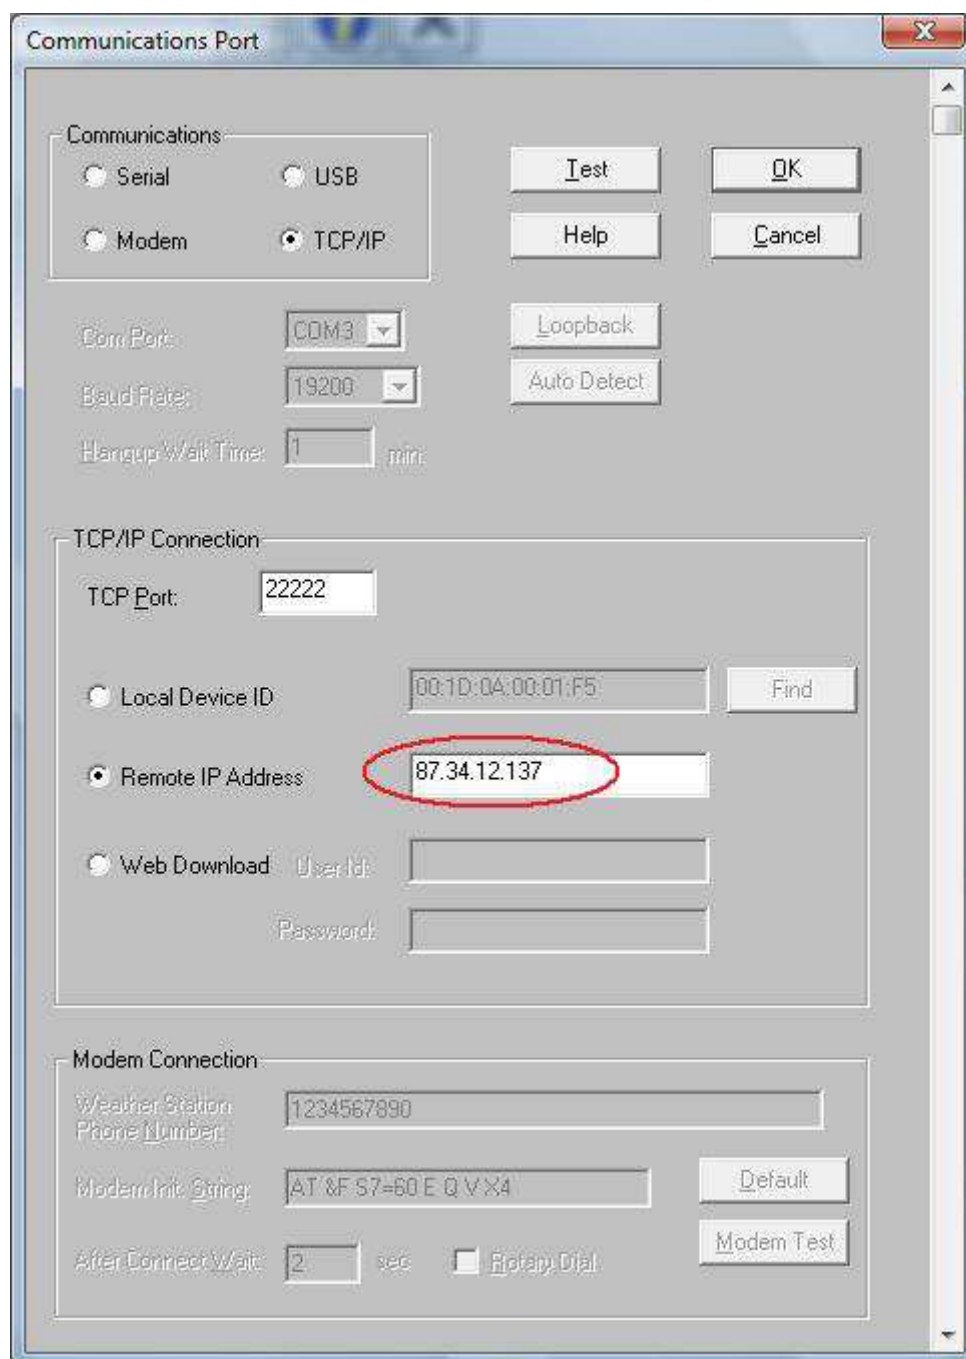 Communications Port
Communications
Serial USB
Modem TCP/IP
Test OK
Help Cancel
Com Port: COM3
Baud Rate: 19200
Hangup Wait Time: 1 min.
Loopback
Auto Detect
TCP/IP Connection
TCP Port: 22222
Local Device ID 00:1D:0A:00:01:F5 Find
Remote IP Address 87.34.12.137
Web Download User Id:
Password:
Modem Connection
Weather Station
Phone Number: 1234567890
Modem Init. String: AT &F S7=60 E Q V X4 Default
After Connect Wait: 2 sec Rotary Dial Modem Test